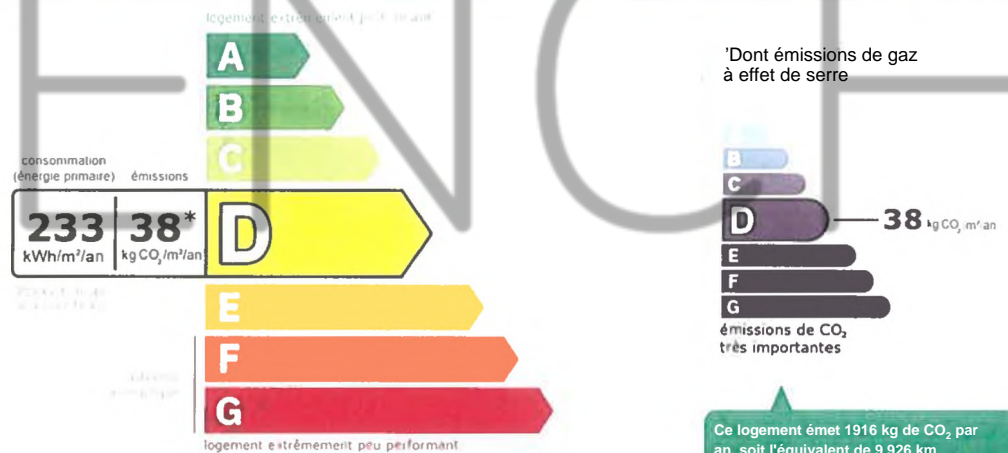 ENCH
logement extrêmement performant
A
B
C
consommation
(énergie primaire) émissions
233 38*
kWh/m²/an kg CO₂/m²/an
D
E
F
G
logement extrêmement peu performant
'Dont émissions de gaz
à effet de serre
B
C
D 38 kg CO₂/m²/an
E
F
G
émissions de CO₂
très importantes
Ce logement émet 1916 kg de CO₂ par
an, soit l'équivalent de 9 926 km